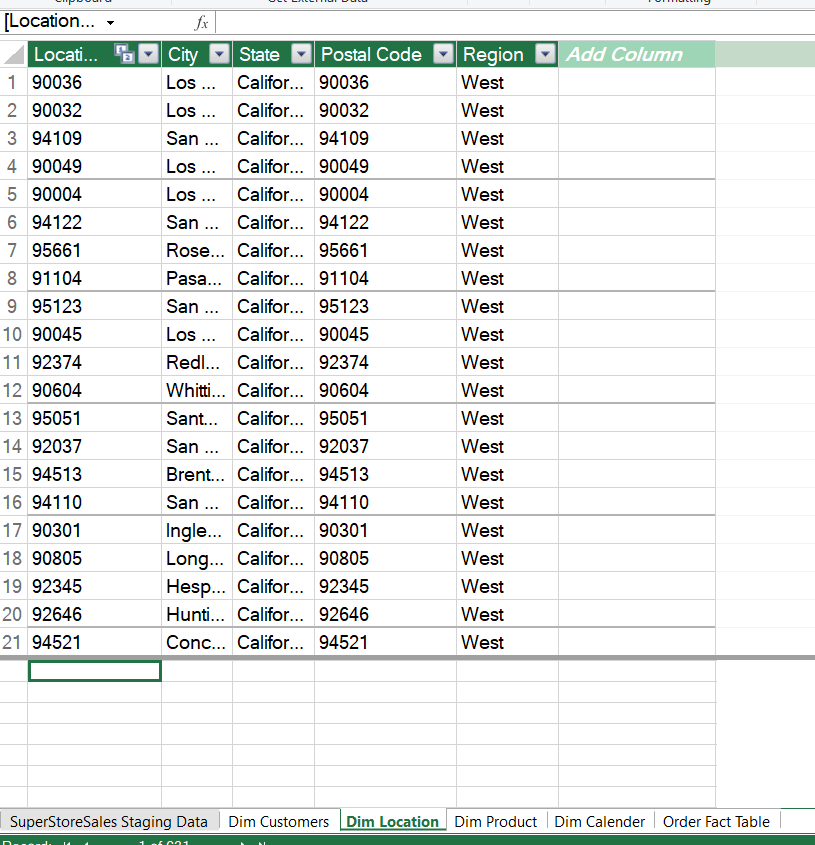 [Location...
fx
Locati... City State Postal Code Region Add Column
1 90036 Los ... Califor... 90036 West
2 90032 Los ... Califor... 90032 West
3 94109 San ... Califor... 94109 West
4 90049 Los ... Califor... 90049 West
5 90004 Los ... Califor... 90004 West
6 94122 San ... Califor... 94122 West
7 95661 Rose... Califor... 95661 West
8 91104 Pasa... Califor... 91104 West
9 95123 San ... Califor... 95123 West
10 90045 Los ... Califor... 90045 West
11 92374 Redl... Califor... 92374 West
12 90604 Whitti... Califor... 90604 West
13 95051 Sant... Califor... 95051 West
14 92037 San ... Califor... 92037 West
15 94513 Brent... Califor... 94513 West
16 94110 San ... Califor... 94110 West
17 90301 Ingle... Califor... 90301 West
18 90805 Long... Califor... 90805 West
19 92345 Hesp... Califor... 92345 West
20 92646 Hunti... Califor... 92646 West
21 94521 Conc... Califor... 94521 West
SuperStoreSales Staging Data Dim Customers Dim Location Dim Product Dim Calender Order Fact Table